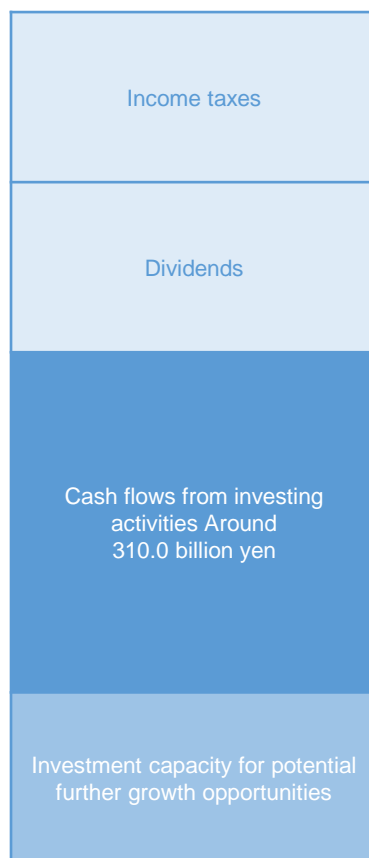 Income taxes
Dividends
Cash flows from investing
activities Around
310.0 billion yen
Investment capacity for potential
further growth opportunities